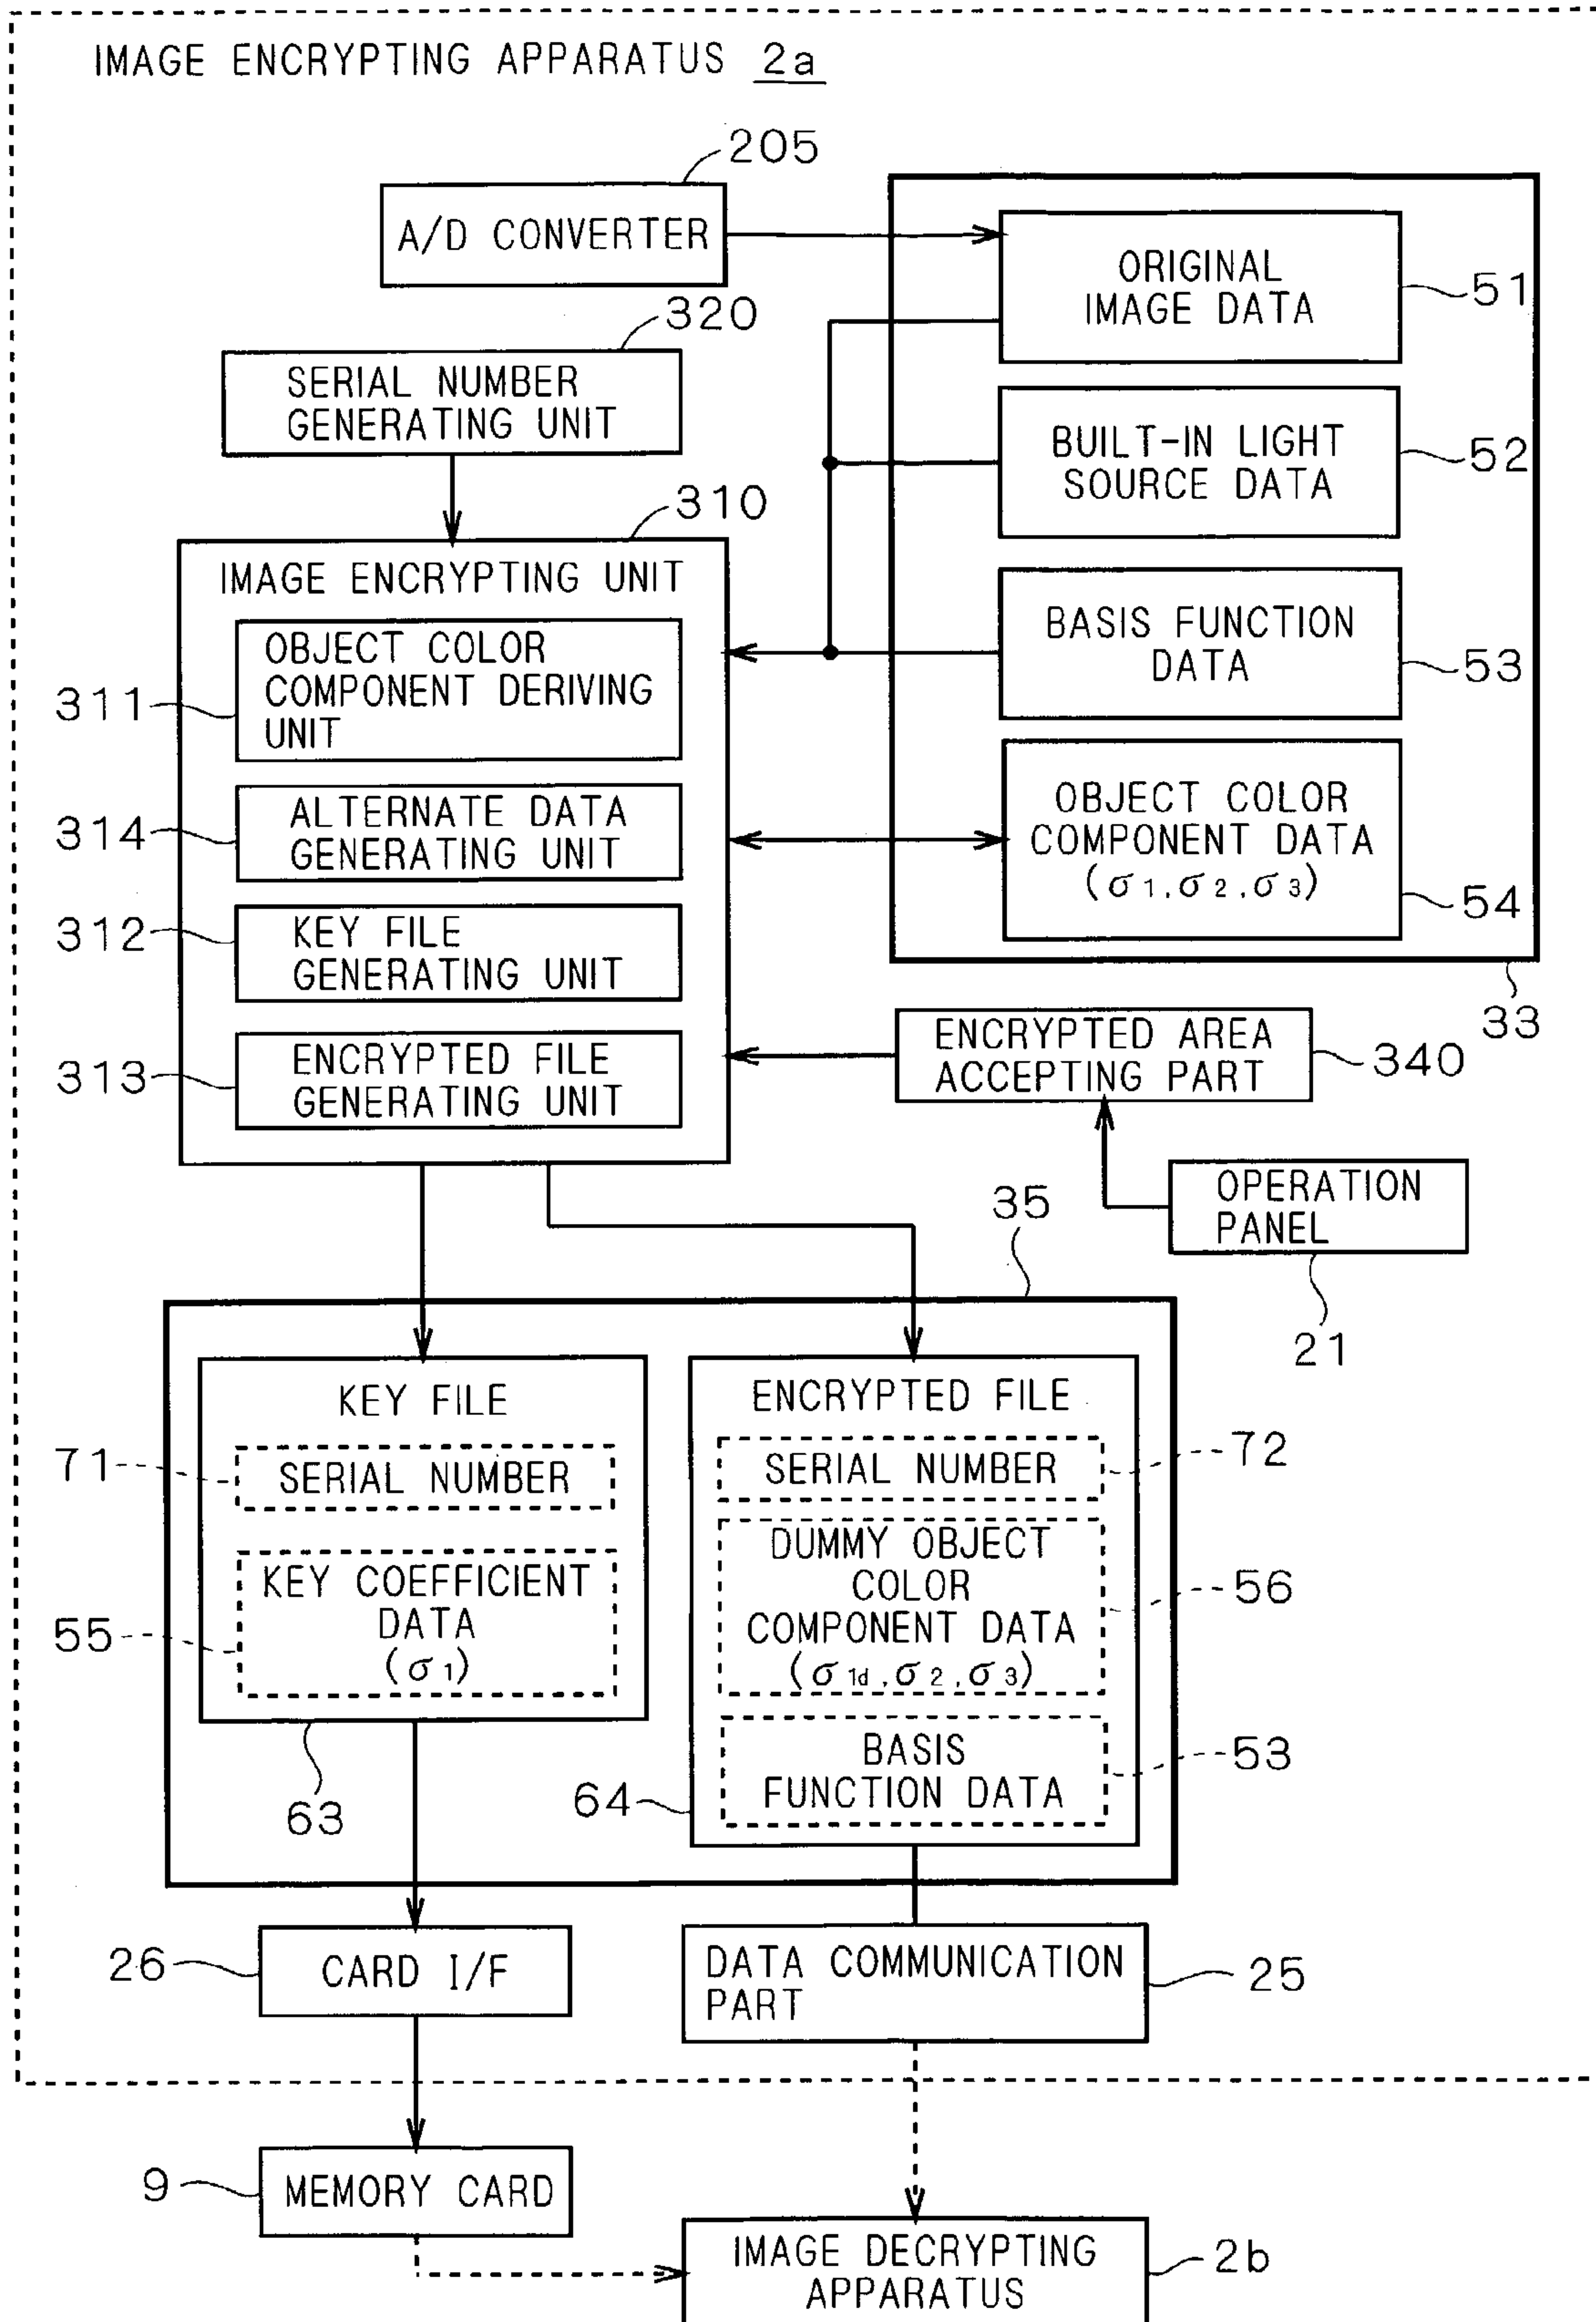 IMAGE ENCRYPTING APPARATUS 2a
205
A/D CONVERTER
ORIGINAL
IMAGE DATA
51
320
SERIAL NUMBER
GENERATING UNIT
BUILT-IN LIGHT
SOURCE DATA
52
310
IMAGE ENCRYPTING UNIT
OBJECT COLOR
COMPONENT DERIVING
UNIT
311
BASIS FUNCTION
DATA
53
ALTERNATE DATA
GENERATING UNIT
314
OBJECT COLOR
COMPONENT DATA
(σ1,σ2,σ3)
54
KEY FILE
GENERATING UNIT
312
33
ENCRYPTED FILE
GENERATING UNIT
313
ENCRYPTED AREA
ACCEPTING PART
340
OPERATION
PANEL
21
35
KEY FILE
71
SERIAL NUMBER
KEY COEFFICIENT
DATA
(σ1)
55
63
ENCRYPTED FILE
SERIAL NUMBER
72
DUMMY OBJECT
COLOR
COMPONENT DATA
(σ1d,σ2,σ3)
56
BASIS
FUNCTION DATA
53
64
26
CARD I/F
DATA COMMUNICATION
PART
25
9
MEMORY CARD
IMAGE DECRYPTING
APPARATUS
2b